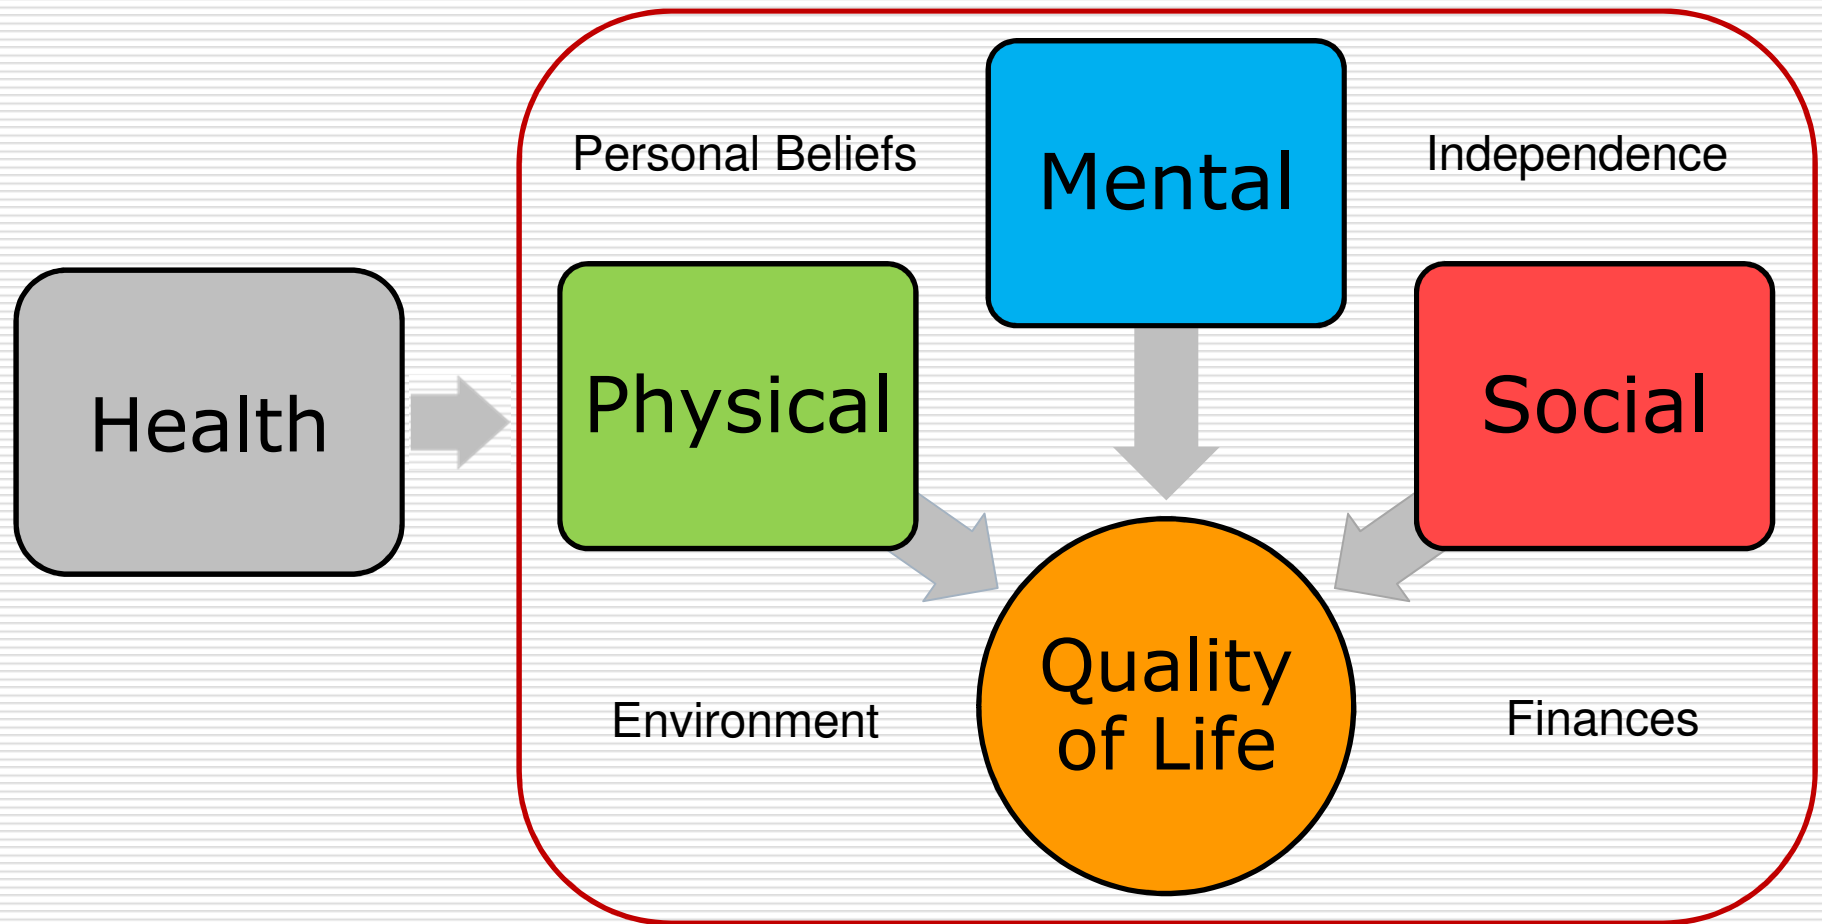 Personal Beliefs
Mental
Independence
Health
Physical
Social
Quality
of Life
Environment
Finances